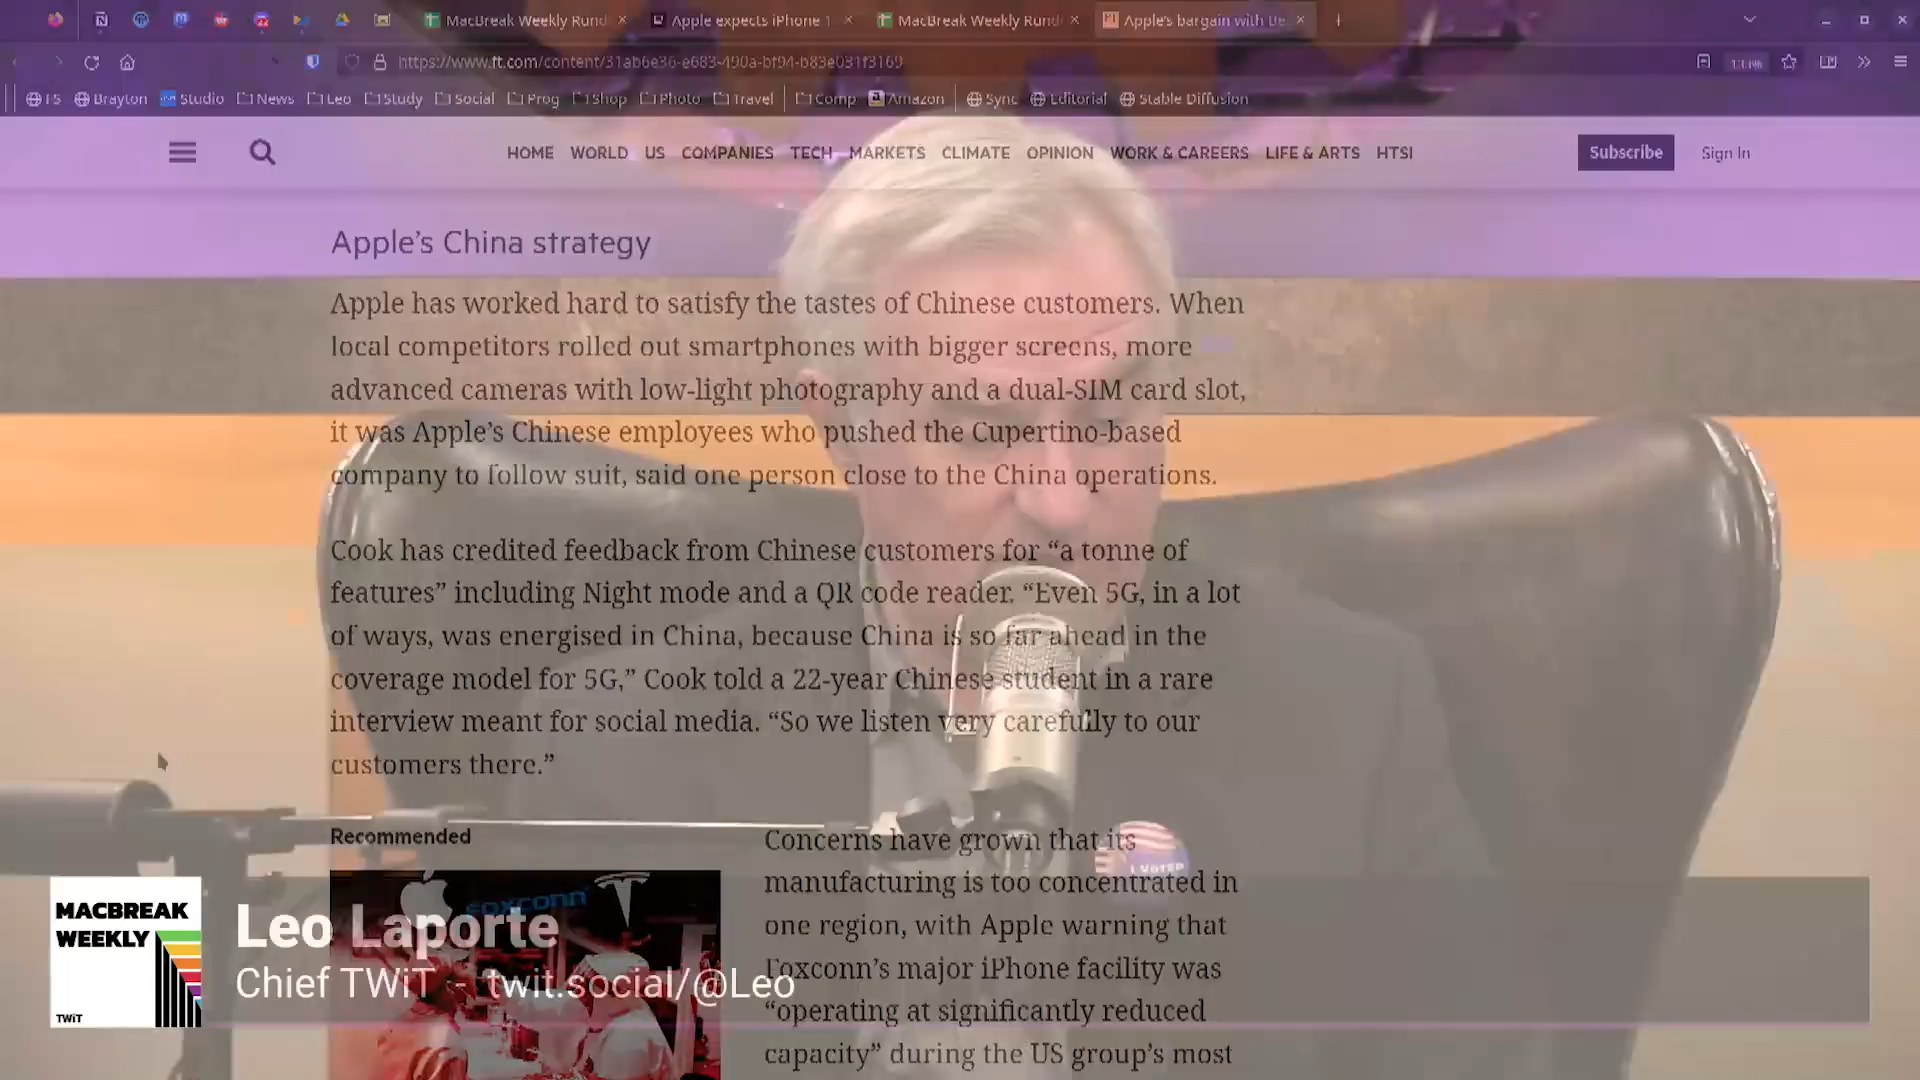 MacBreak Weekly Rund
Apple expects iPhone 1
MacBreak Weekly Rund
Apple's bargain with Be
https://www.ft.com/content/31ab6e36-e683-490a-bf94-b83e031f3169
FS Brayton Studio News Leo Study Social Prog Shop Photo Travel Comp Amazon Sync Editorial Stable Diffusion
HOME WORLD US COMPANIES TECH MARKETS CLIMATE OPINION WORK & CAREERS LIFE & ARTS HTSI
Subscribe Sign In
Apple’s China strategy
Apple has worked hard to satisfy the tastes of Chinese customers. When
local competitors rolled out smartphones with bigger screens, more
advanced cameras with low-light photography and a dual-SIM card slot,
it was Apple’s Chinese employees who pushed the Cupertino-based
company to follow suit, said one person close to the China operations.
Cook has credited feedback from Chinese customers for “a tonne of
features” including Night mode and a QR code reader. “Even 5G, in a lot
of ways, was energised in China, because China is so far ahead in the
coverage model for 5G,” Cook told a 22-year Chinese student in a rare
interview meant for social media. “So we listen very carefully to our
customers there.”
Recommended
FOXCONN
Concerns have grown that its
manufacturing is too concentrated in
one region, with Apple warning that
Foxconn’s major iPhone facility was
“operating at significantly reduced
capacity” during the US group’s most
I VOTED
MACBREAK
WEEKLY
TWiT
Leo Laporte
Chief TWiT - twit.social/@Leo